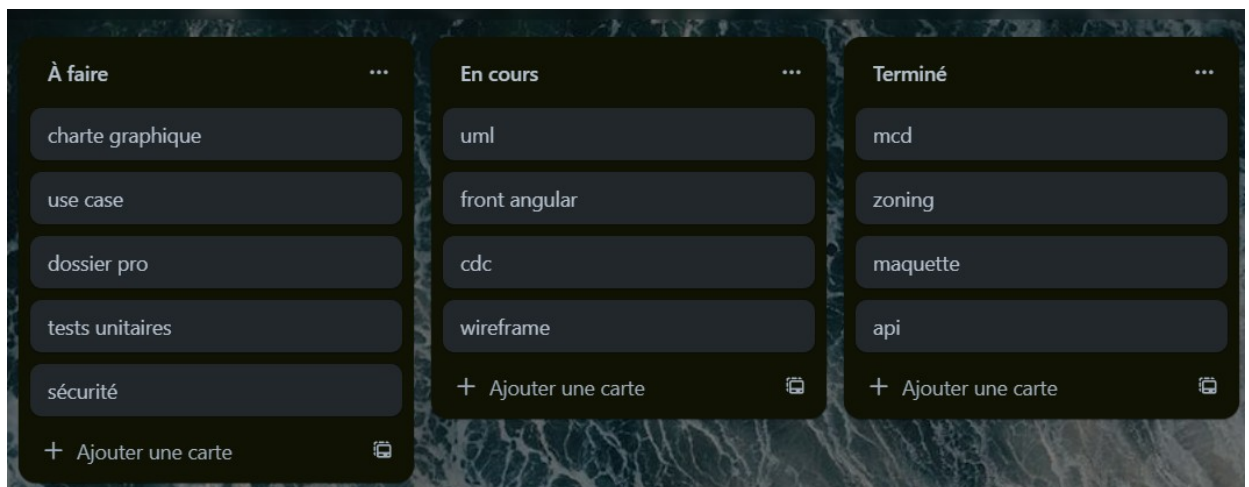 À faire
charte graphique
use case
dossier pro
tests unitaires
sécurité
Ajouter une carte
En cours
uml
front angular
cdc
wireframe
Ajouter une carte
Terminé
mcd
zoning
maquette
api
Ajouter une carte